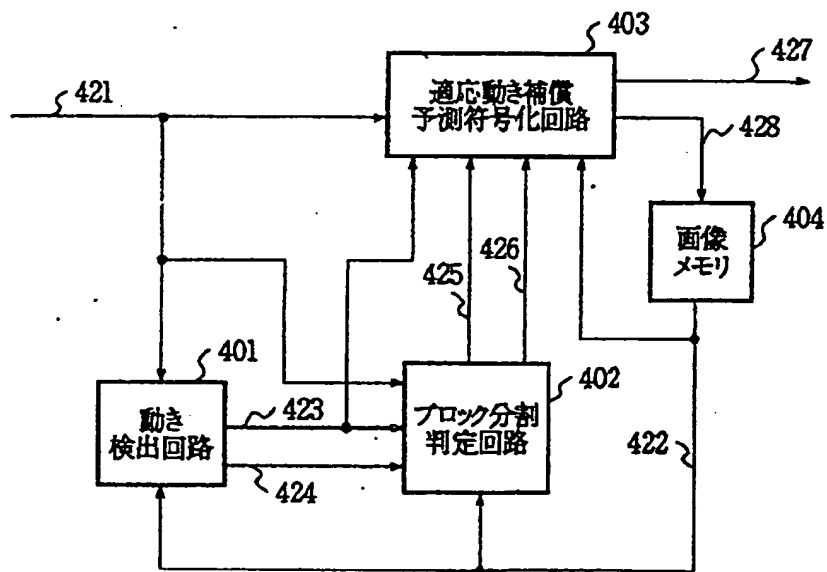 403
427
適応動き補償
予測符号化回路
421
428
404
画像
メモリ
425
426
401
402
動き
検出回路
423
ブロック分割
判定回路
422
424